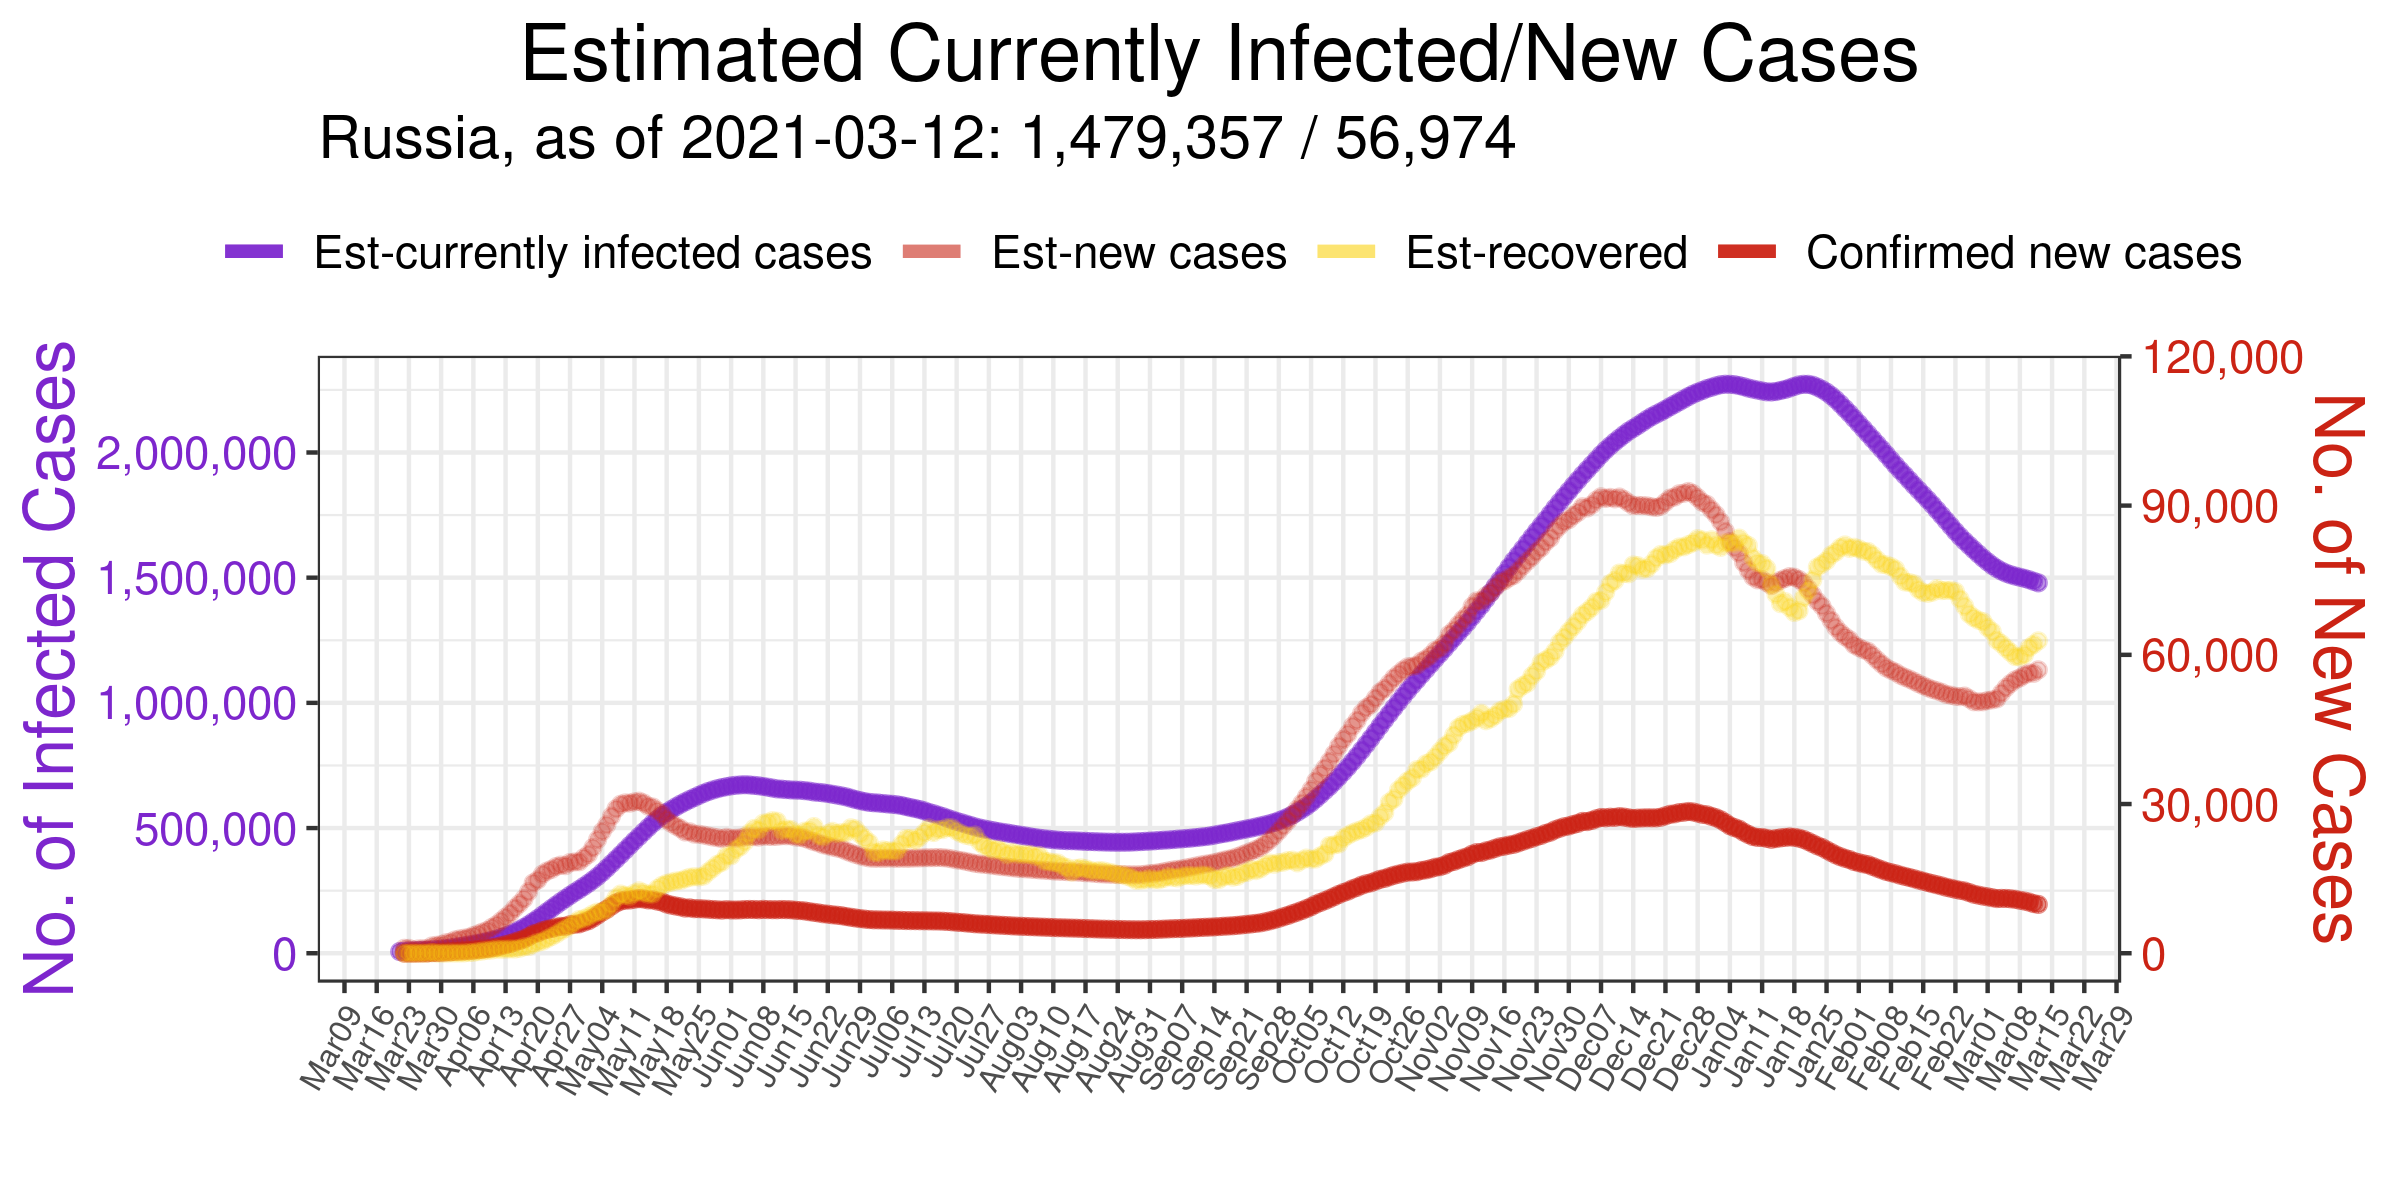 Estimated Currently Infected/New Cases
Russia, as of 2021-03-12: 1,479,357 / 56,974
Est-currently infected cases Est-new cases Est-recovered Confirmed new cases
No. of Infected Cases
2,000,000
1,500,000
1,000,000
500,000
0
120,000
90,000
60,000
30,000
0
No. of New Cases
Mar09 Mar16 Mar23 Mar30 Apr06 Apr13 Apr20 Apr27 May04 May11 May18 May25 Jun01 Jun08 Jun15 Jun22 Jun29 Jul06 Jul13 Jul20 Jul27 Aug03 Aug10 Aug17 Aug24 Aug31 Sep07 Sep14 Sep21 Sep28 Oct05 Oct12 Oct19 Oct26 Nov02 Nov09 Nov16 Nov23 Nov30 Dec07 Dec14 Dec21 Dec28 Jan04 Jan11 Jan18 Jan25 Feb01 Feb08 Feb15 Feb22 Mar01 Mar08 Mar15 Mar22 Mar29